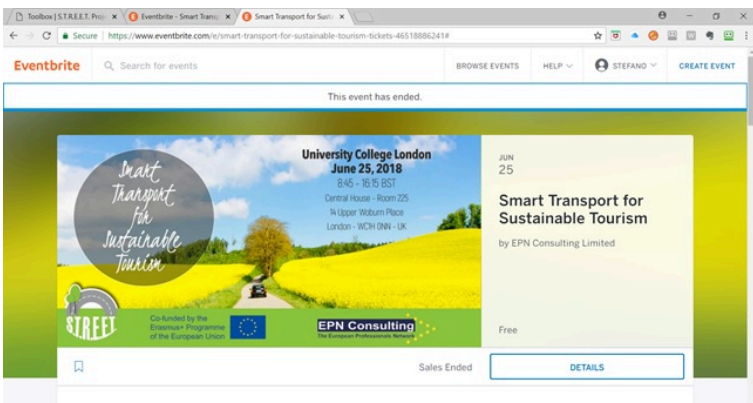 Toolbox | S.T.R.E.E.T. Proj
Eventbrite - Smart Transp
Smart Transport for Susta
Secure | https://www.eventbrite.com/e/smart-transport-for-sustainable-tourism-tickets-46518886241#
Eventbrite
Search for events
BROWSE EVENTS
HELP
STEFANO
CREATE EVENT
This event has ended.
Smart
Transport
for
Sustainable
Tourism
University College London
June 25, 2018
8:45 - 16:15 BST
Central House - Room 225
14 Upper Woburn Place
London - WC1H 0NN - UK
S.T.R.E.E.T.
Co-funded by the
Erasmus+ Programme
of the European Union
EPN Consulting
The European Professionals Network
JUN
25
Smart Transport for
Sustainable Tourism
by EPN Consulting Limited
Free
Sales Ended
DETAILS